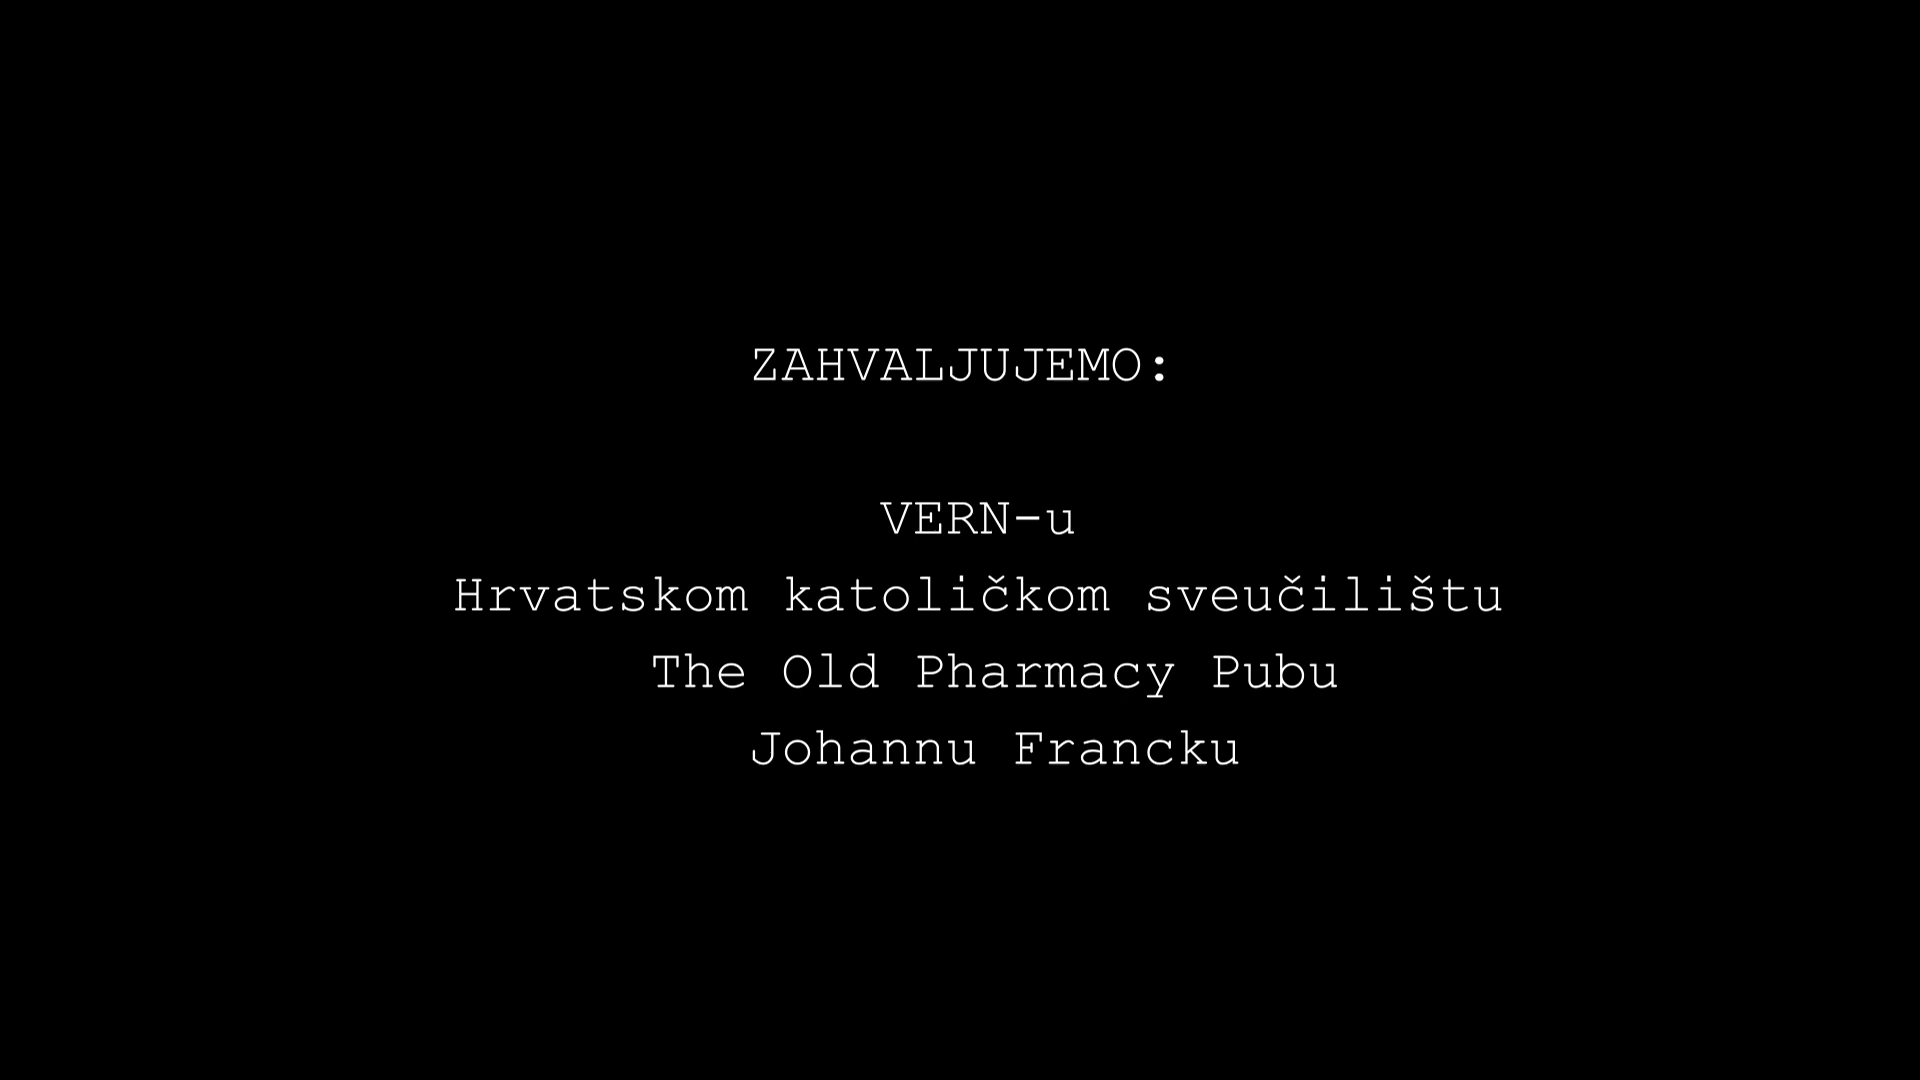 ZAHVALJUJEMO:
VERN-u
Hrvatskom katoličkom sveučilištu
The Old Pharmacy Pubu
Johannu Francku